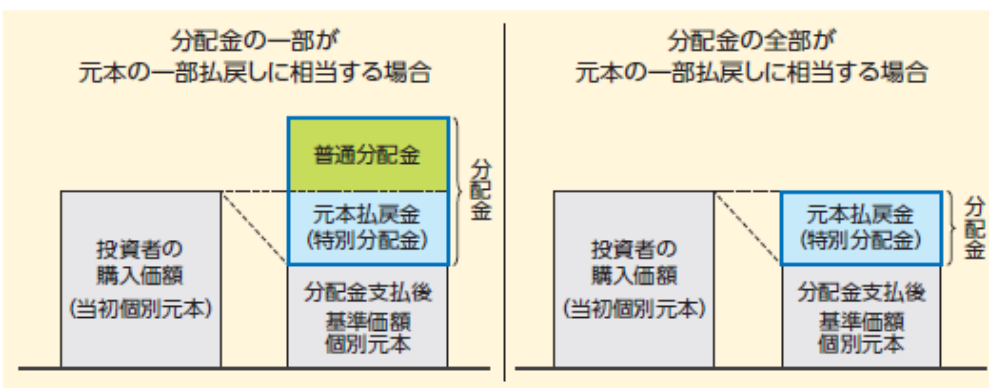 分配金の一部が
元本の一部払戻しに相当する場合
普通分配金
元本払戻金
(特別分配金)
分配金
投資者の
購入価額
(当初個別元本)
分配金支払後
基準価額
個別元本
分配金の全部が
元本の一部払戻しに相当する場合
元本払戻金
(特別分配金)
分配金
投資者の
購入価額
(当初個別元本)
分配金支払後
基準価額
個別元本